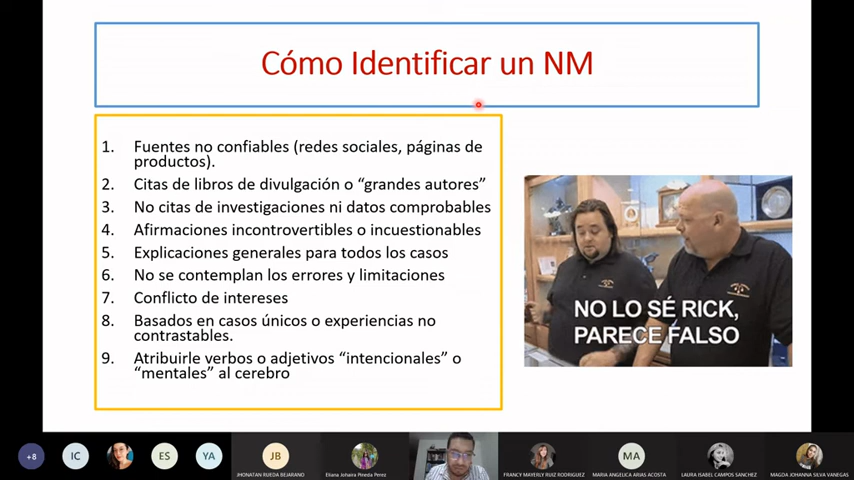 Cómo Identificar un NM
1. Fuentes no confiables (redes sociales, páginas de
productos).
2. Citas de libros de divulgación o “grandes autores”
3. No citas de investigaciones ni datos comprobables
4. Afirmaciones incontrovertibles o incuestionables
5. Explicaciones generales para todos los casos
6. No se contemplan los errores y limitaciones
7. Conflicto de intereses
8. Basados en casos únicos o experiencias no
contrastables.
9. Atribuirle verbos o adjetivos “intencionales” o
“mentales” al cerebro
NO LO SÉ RICK,
PARECE FALSO
+8
IC
ES
YA
JB
JHONATAN RUEDA BEJARANO
Eliana Johaira Pineda Perez
FRANCY MAYERLY RUIZ RODRIGUEZ
MA
MARIA ANGELICA ARIAS ACOSTA
LAURA ISABEL CAMPOS SANCHEZ
MAGDA JOHANNA SILVA VANEGAS